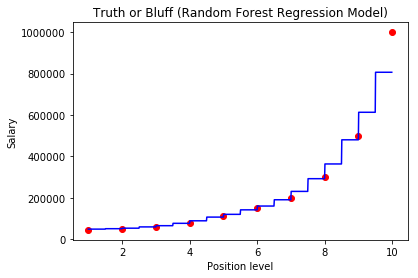 Truth or Bluff (Random Forest Regression Model)
1000000
800000
600000
400000
200000
0
Salary
2 4 6 8 10
Position level